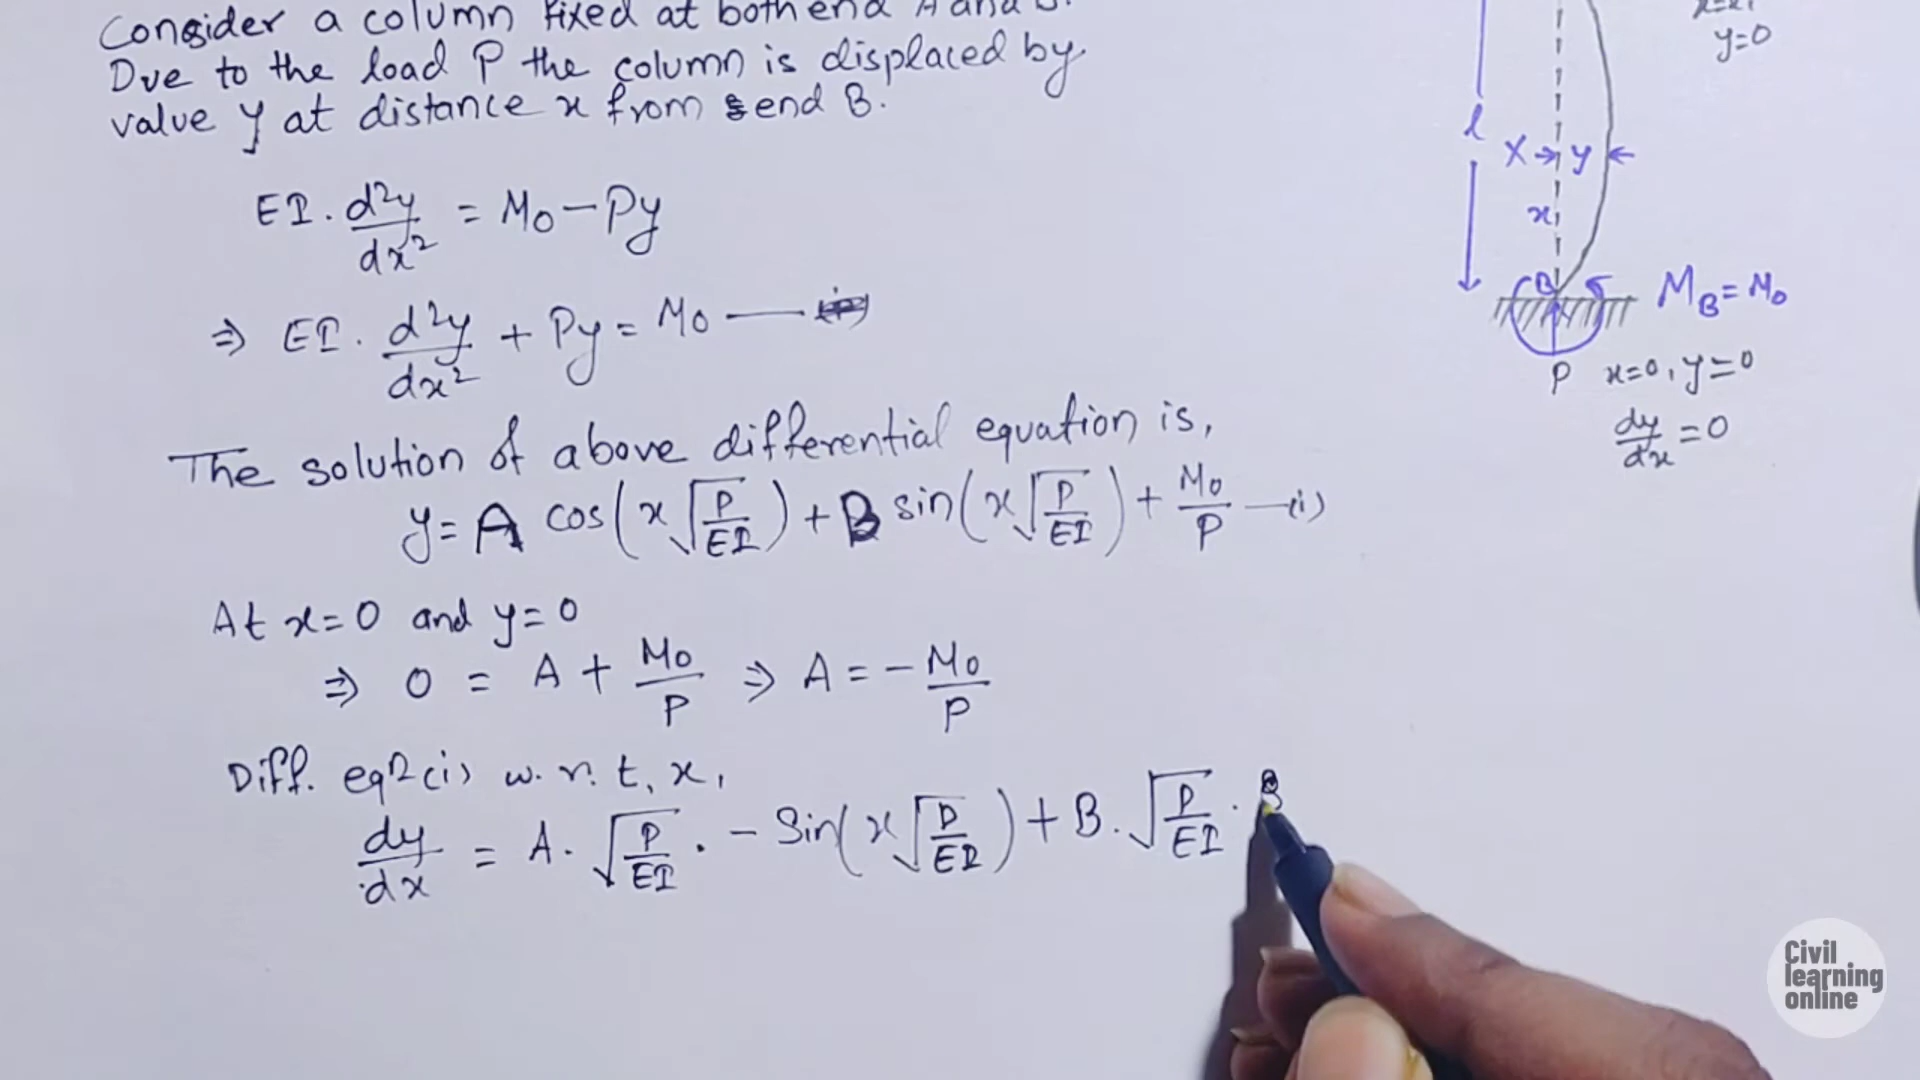 Consider a column fixed at both end A and B.
Due to the load P the column is displaced by
value y at distance x from end B.
EI. d²y/dx² = M₀ - Py
⇒ EI. d²y/dx² + Py = M₀ —
The solution of above differential equation is,
y = A cos(x√(P/EI)) + B sin(x√(P/EI)) + M₀/P —(i)
At x=0 and y=0
⇒ 0 = A + M₀/P ⇒ A = - M₀/P
Diff. eqn (i) w.r.t. x,
dy/dx = A. √(P/EI) . - Sin(x√(P/EI)) + B. √(P/EI) .
y=0
l
X → y ←
x
B
M_B = M₀
P x=0, y=0
dy/dx = 0
Civil
learning
online